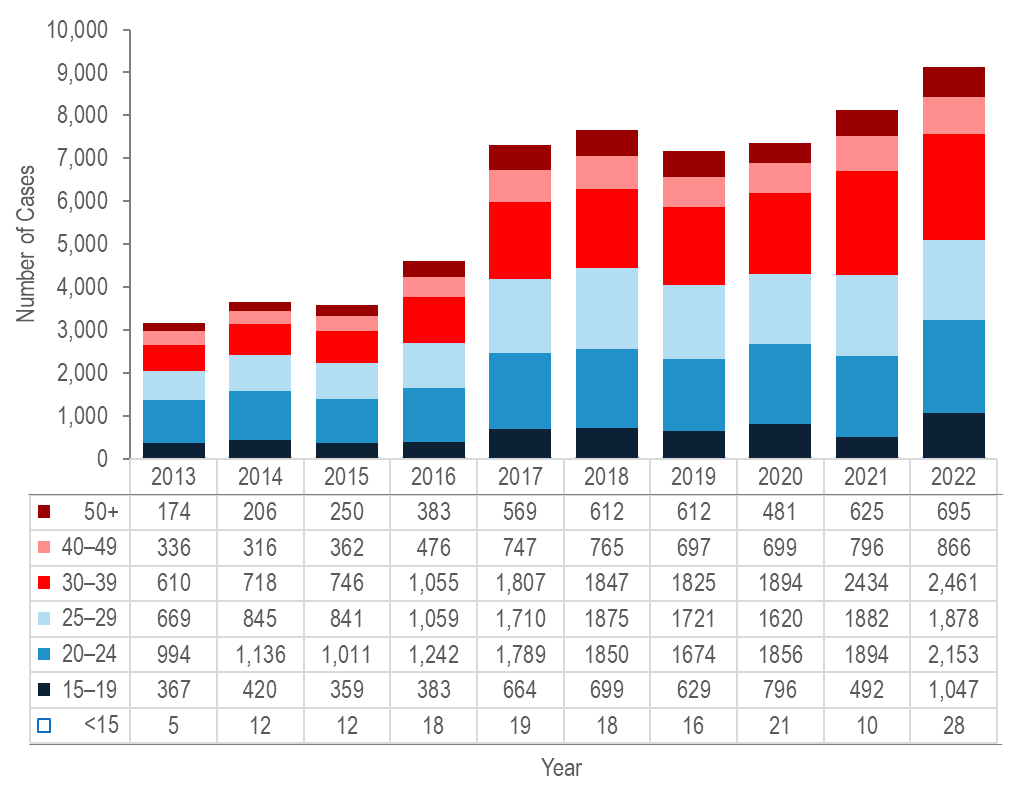 10,000
9,000
8,000
7,000
6,000
5,000
4,000
3,000
2,000
1,000
0
Number of Cases
2013 2014 2015 2016 2017 2018 2019 2020 2021 2022
50+ 174 206 250 383 569 612 612 481 625 695
40–49 336 316 362 476 747 765 697 699 796 866
30–39 610 718 746 1,055 1,807 1847 1825 1894 2434 2,461
25–29 669 845 841 1,059 1,710 1875 1721 1620 1882 1,878
20–24 994 1,136 1,011 1,242 1,789 1850 1674 1856 1894 2,153
15–19 367 420 359 383 664 699 629 796 492 1,047
<15 5 12 12 18 19 18 16 21 10 28
Year